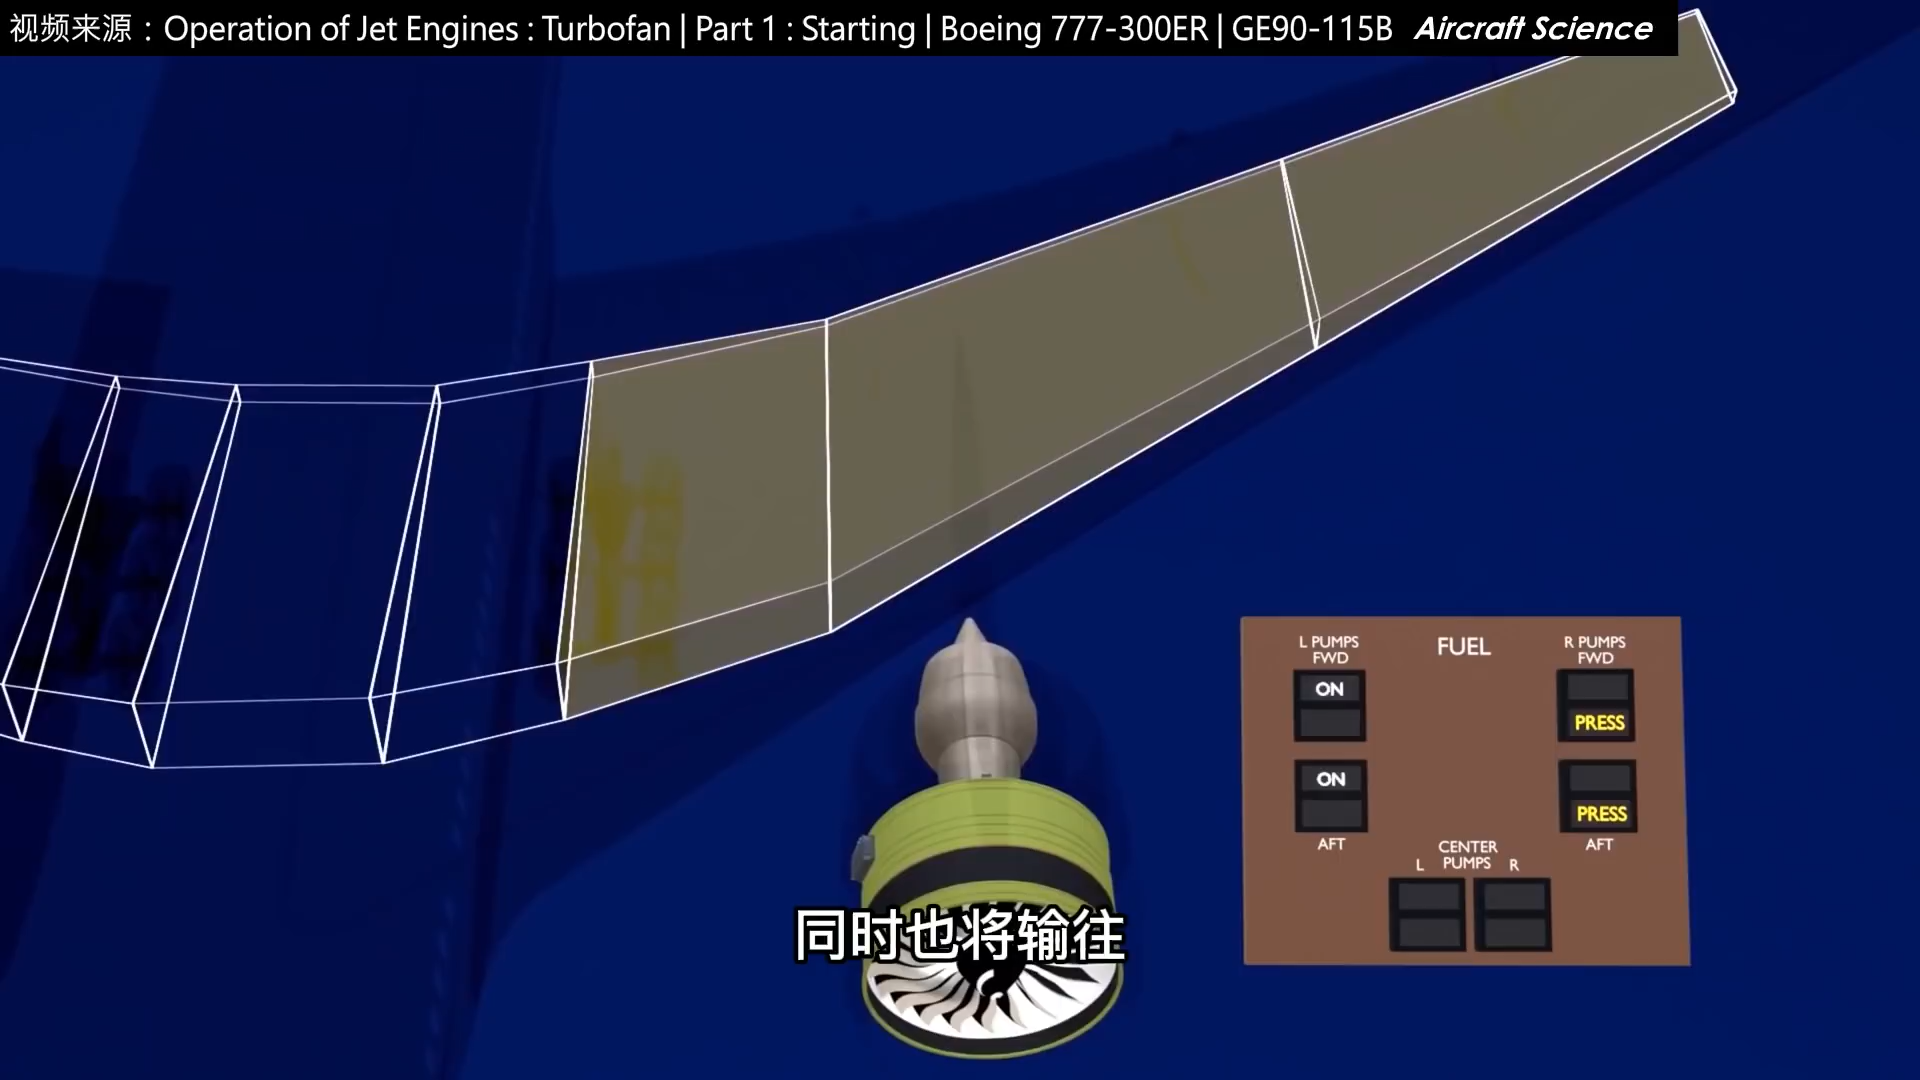 视频来源：Operation of Jet Engines : Turbofan | Part 1 : Starting | Boeing 777-300ER | GE90-115B Aircraft Science
L PUMPS
FWD
FUEL
R PUMPS
FWD
ON
PRESS
ON
PRESS
AFT
AFT
CENTER
L PUMPS R
同时也将输往